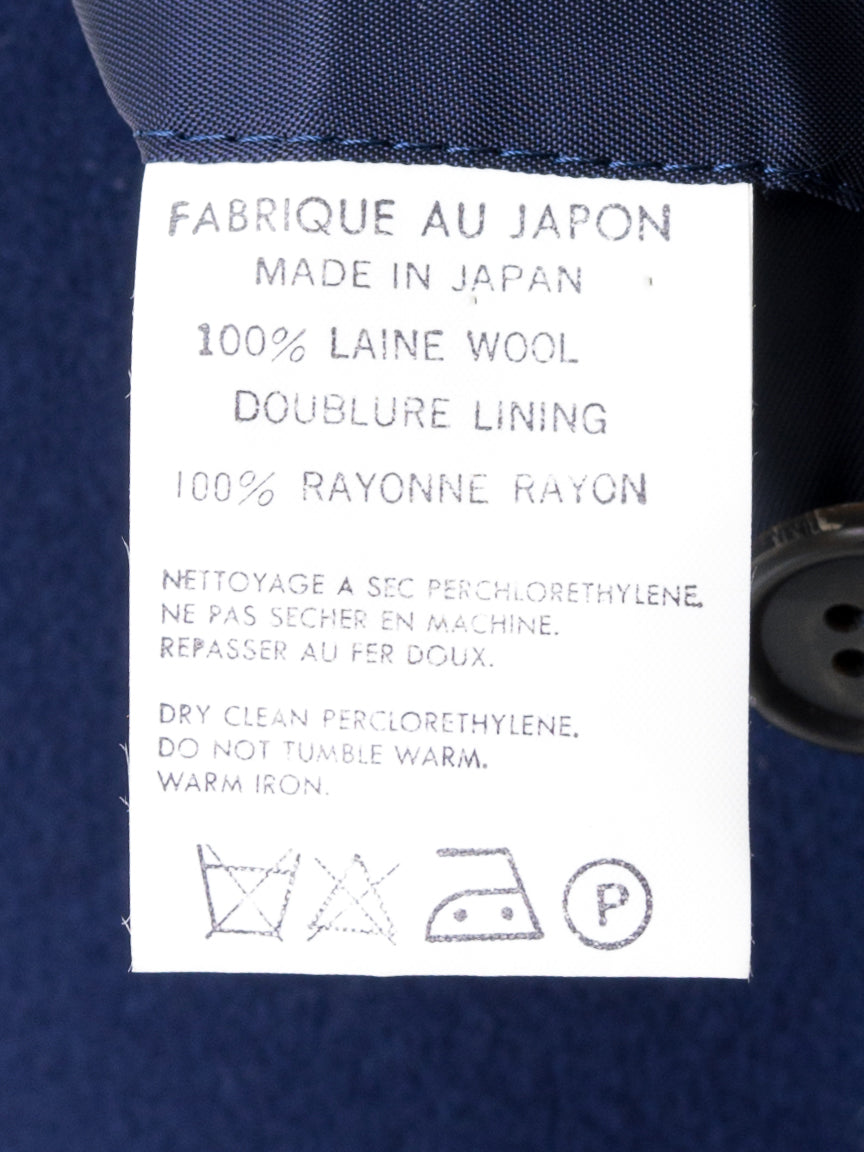 FABRIQUE AU JAPON
MADE IN JAPAN
100% LAINE WOOL
DOUBLURE LINING
100% RAYONNE RAYON
NETTOYAGE A SEC PERCHLORETHYLENE.
NE PAS SECHER EN MACHINE.
REPASSER AU FER DOUX.
DRY CLEAN PERCLORETHYLENE.
DO NOT TUMBLE WARM.
WARM IRON.
P